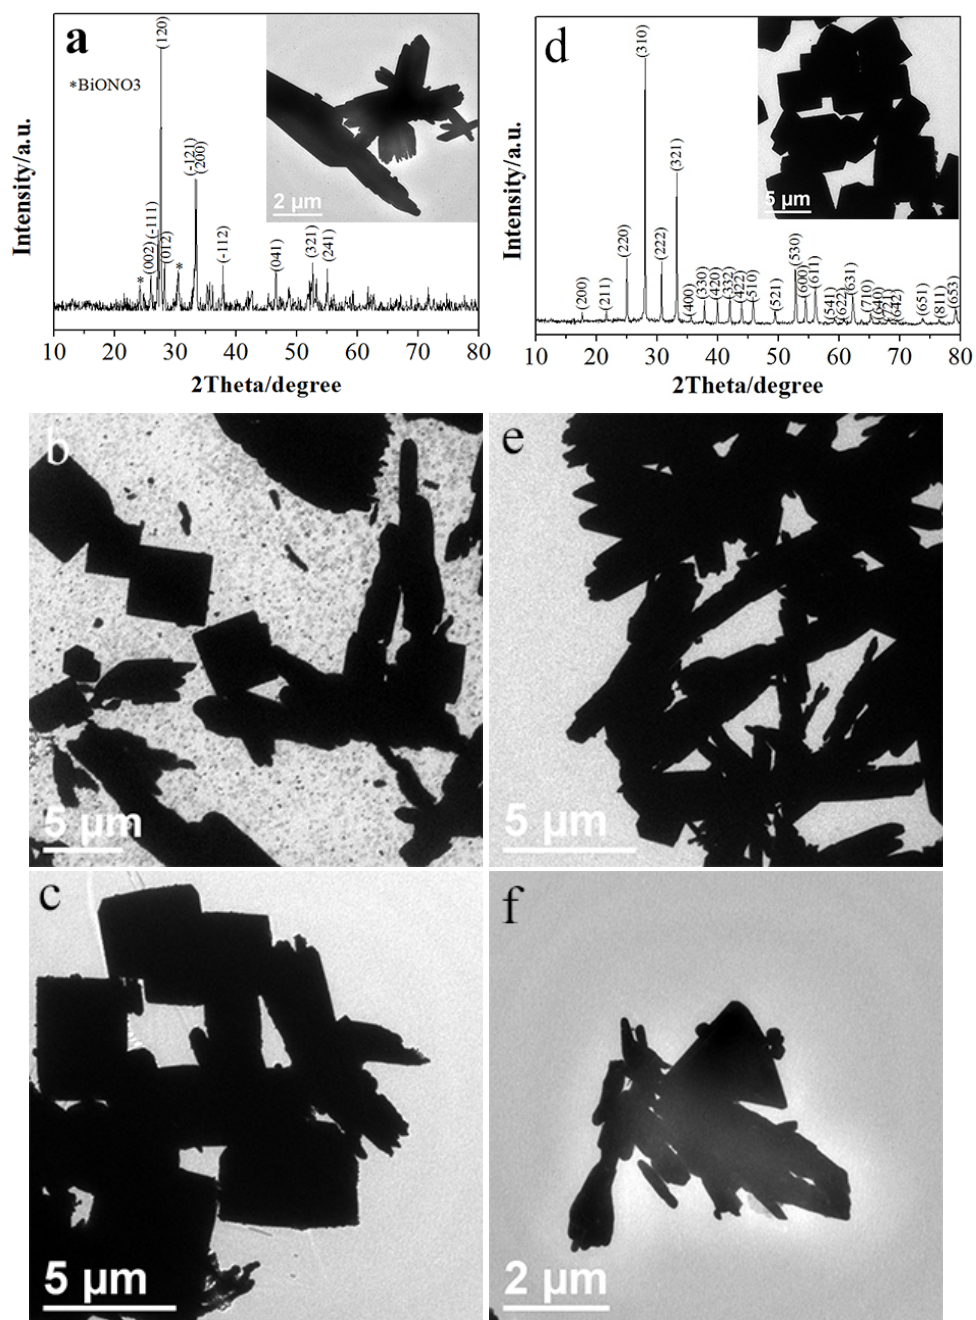 a
*BiONO3
(002)
(-111)
(120)
(012)
*
*
(-121)
(200)
(-112)
(041)
(321)
(241)
2 µm
Intensity/a.u.
10 20 30 40 50 60 70 80
2Theta/degree
d
(200)
(211)
(220)
(310)
(222)
(321)
(400)
(330)
(420)
(332)
(422)
(510)
(521)
(530)
(600)
(611)
(541)
(622)
(631)
(710)
(640)
(721)
(642)
(651)
(811)
(653)
5 µm
Intensity/a.u.
10 20 30 40 50 60 70 80
2Theta/degree
b
5 µm
e
5 µm
c
5 µm
f
2 µm